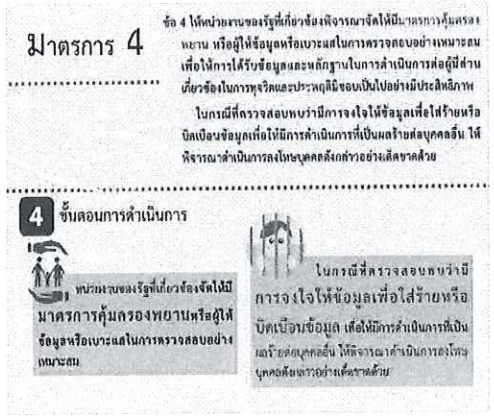 มาตรการ 4
ข้อ 4 ให้หน่วยงานของรัฐที่เกี่ยวข้องพิจารณาจัดให้มีมาตรการคุ้มครอง
พยาน หรือผู้ให้ข้อมูลหรือเบาะแสในการตรวจสอบอย่างเหมาะสม
เพื่อให้การได้รับข้อมูลและหลักฐานในการดำเนินการต่อผู้มีส่วน
เกี่ยวข้องในการทุจริตและประพฤติมิชอบเป็นไปอย่างมีประสิทธิภาพ
ในกรณีที่ตรวจสอบพบว่ามีการจงใจให้ข้อมูลเพื่อใส่ร้ายหรือ
บิดเบือนข้อมูลเพื่อให้มีการดำเนินการที่เป็นผลร้ายต่อบุคคลอื่น ให้
พิจารณาดำเนินการลงโทษบุคคลดังกล่าวอย่างเด็ดขาดด้วย
4 ขั้นตอนการดำเนินการ
หน่วยงานของรัฐที่เกี่ยวข้องจัดให้มี
มาตรการคุ้มครองพยานหรือผู้ให้
ข้อมูลหรือเบาะแสในการตรวจสอบอย่าง
เหมาะสม
ในกรณีที่ตรวจสอบพบว่ามี
การจงใจให้ข้อมูลเพื่อใส่ร้ายหรือ
บิดเบือนข้อมูล เพื่อให้มีการดำเนินการที่เป็น
ผลร้ายต่อบุคคลอื่น ให้พิจารณาดำเนินการลงโทษ
บุคคลดังกล่าวอย่างเด็ดขาดด้วย